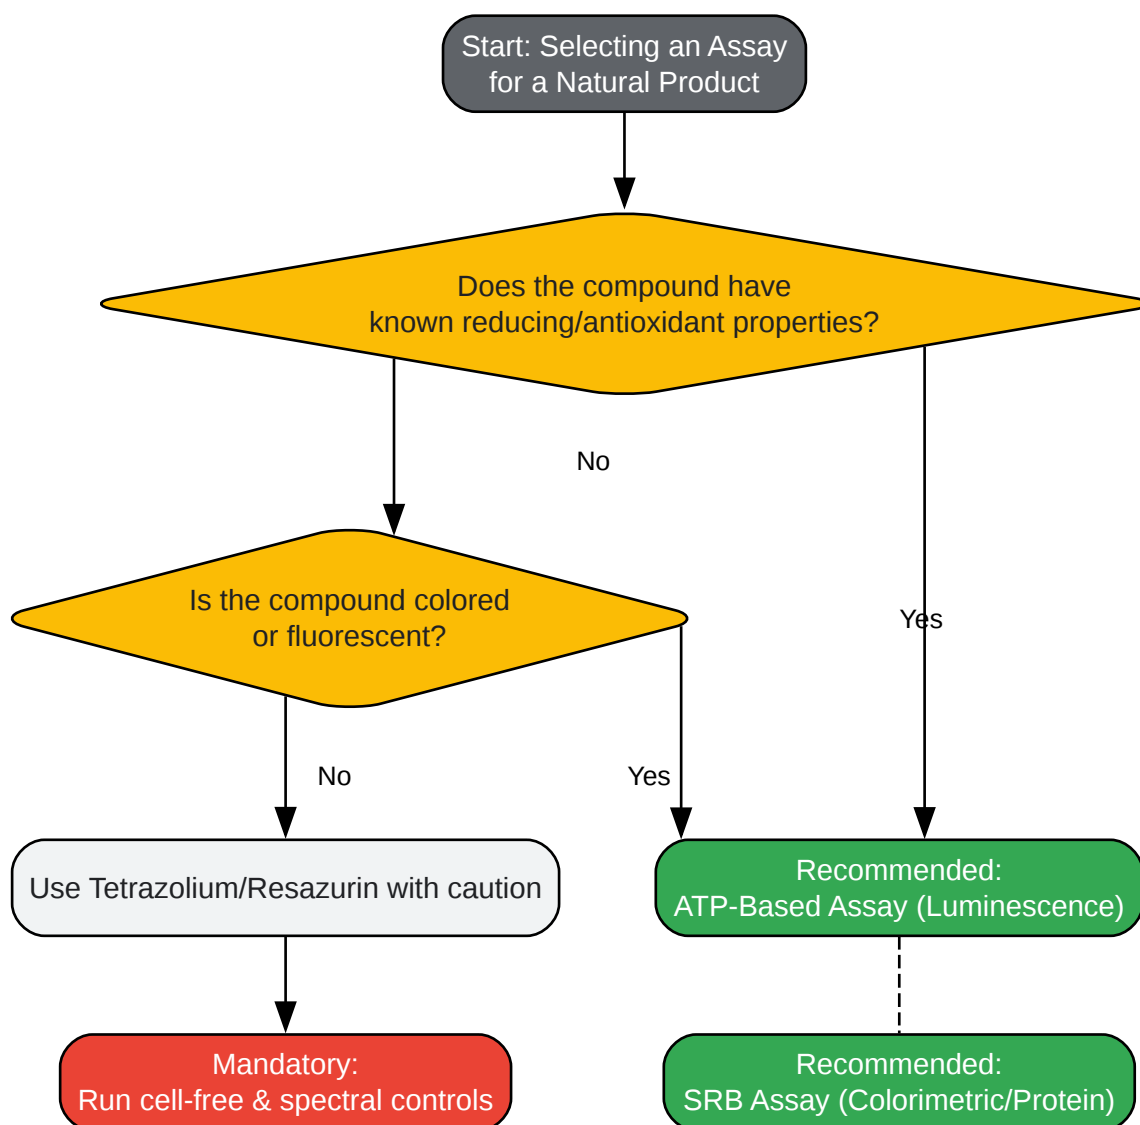 Start: Selecting an Assay
for a Natural Product
Does the compound have
known reducing/antioxidant properties?
No
Is the compound colored
or fluorescent?
Yes
No
Yes
Use Tetrazolium/Resazurin with caution
Recommended:
ATP-Based Assay (Luminescence)
Mandatory:
Run cell-free & spectral controls
Recommended:
SRB Assay (Colorimetric/Protein)